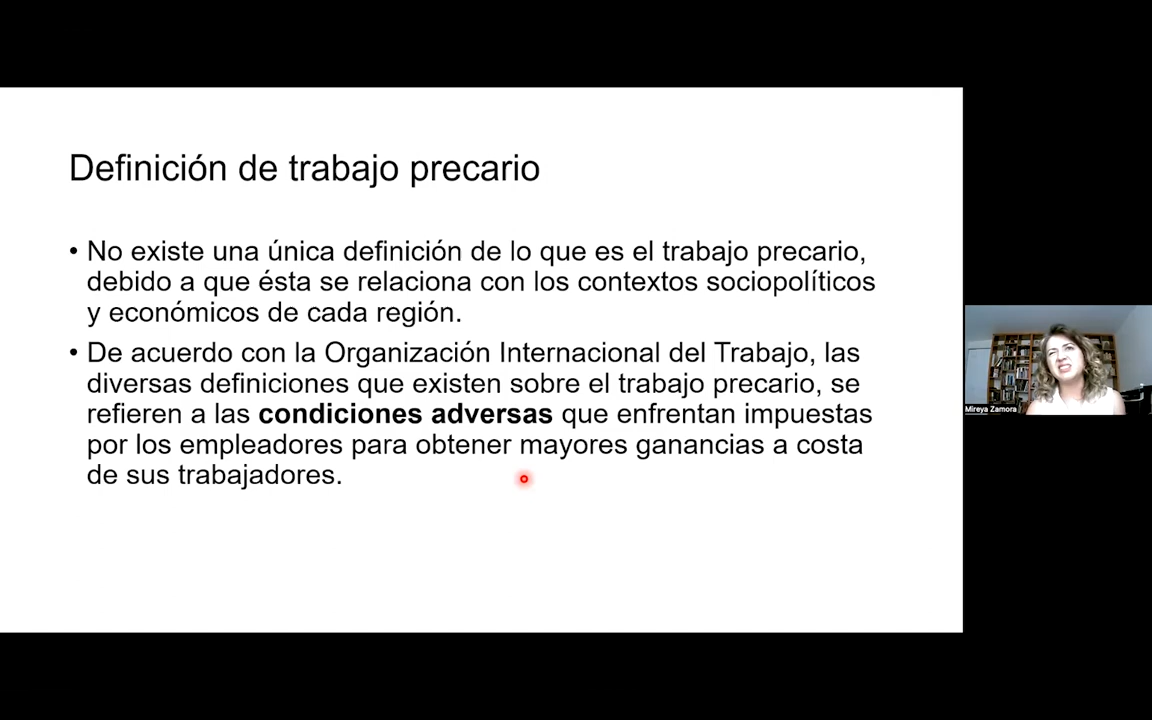 Definición de trabajo precario
• No existe una única definición de lo que es el trabajo precario,
debido a que ésta se relaciona con los contextos sociopolíticos
y económicos de cada región.
• De acuerdo con la Organización Internacional del Trabajo, las
diversas definiciones que existen sobre el trabajo precario, se
refieren a las condiciones adversas que enfrentan impuestas
por los empleadores para obtener mayores ganancias a costa
de sus trabajadores.
Mireya Zamora